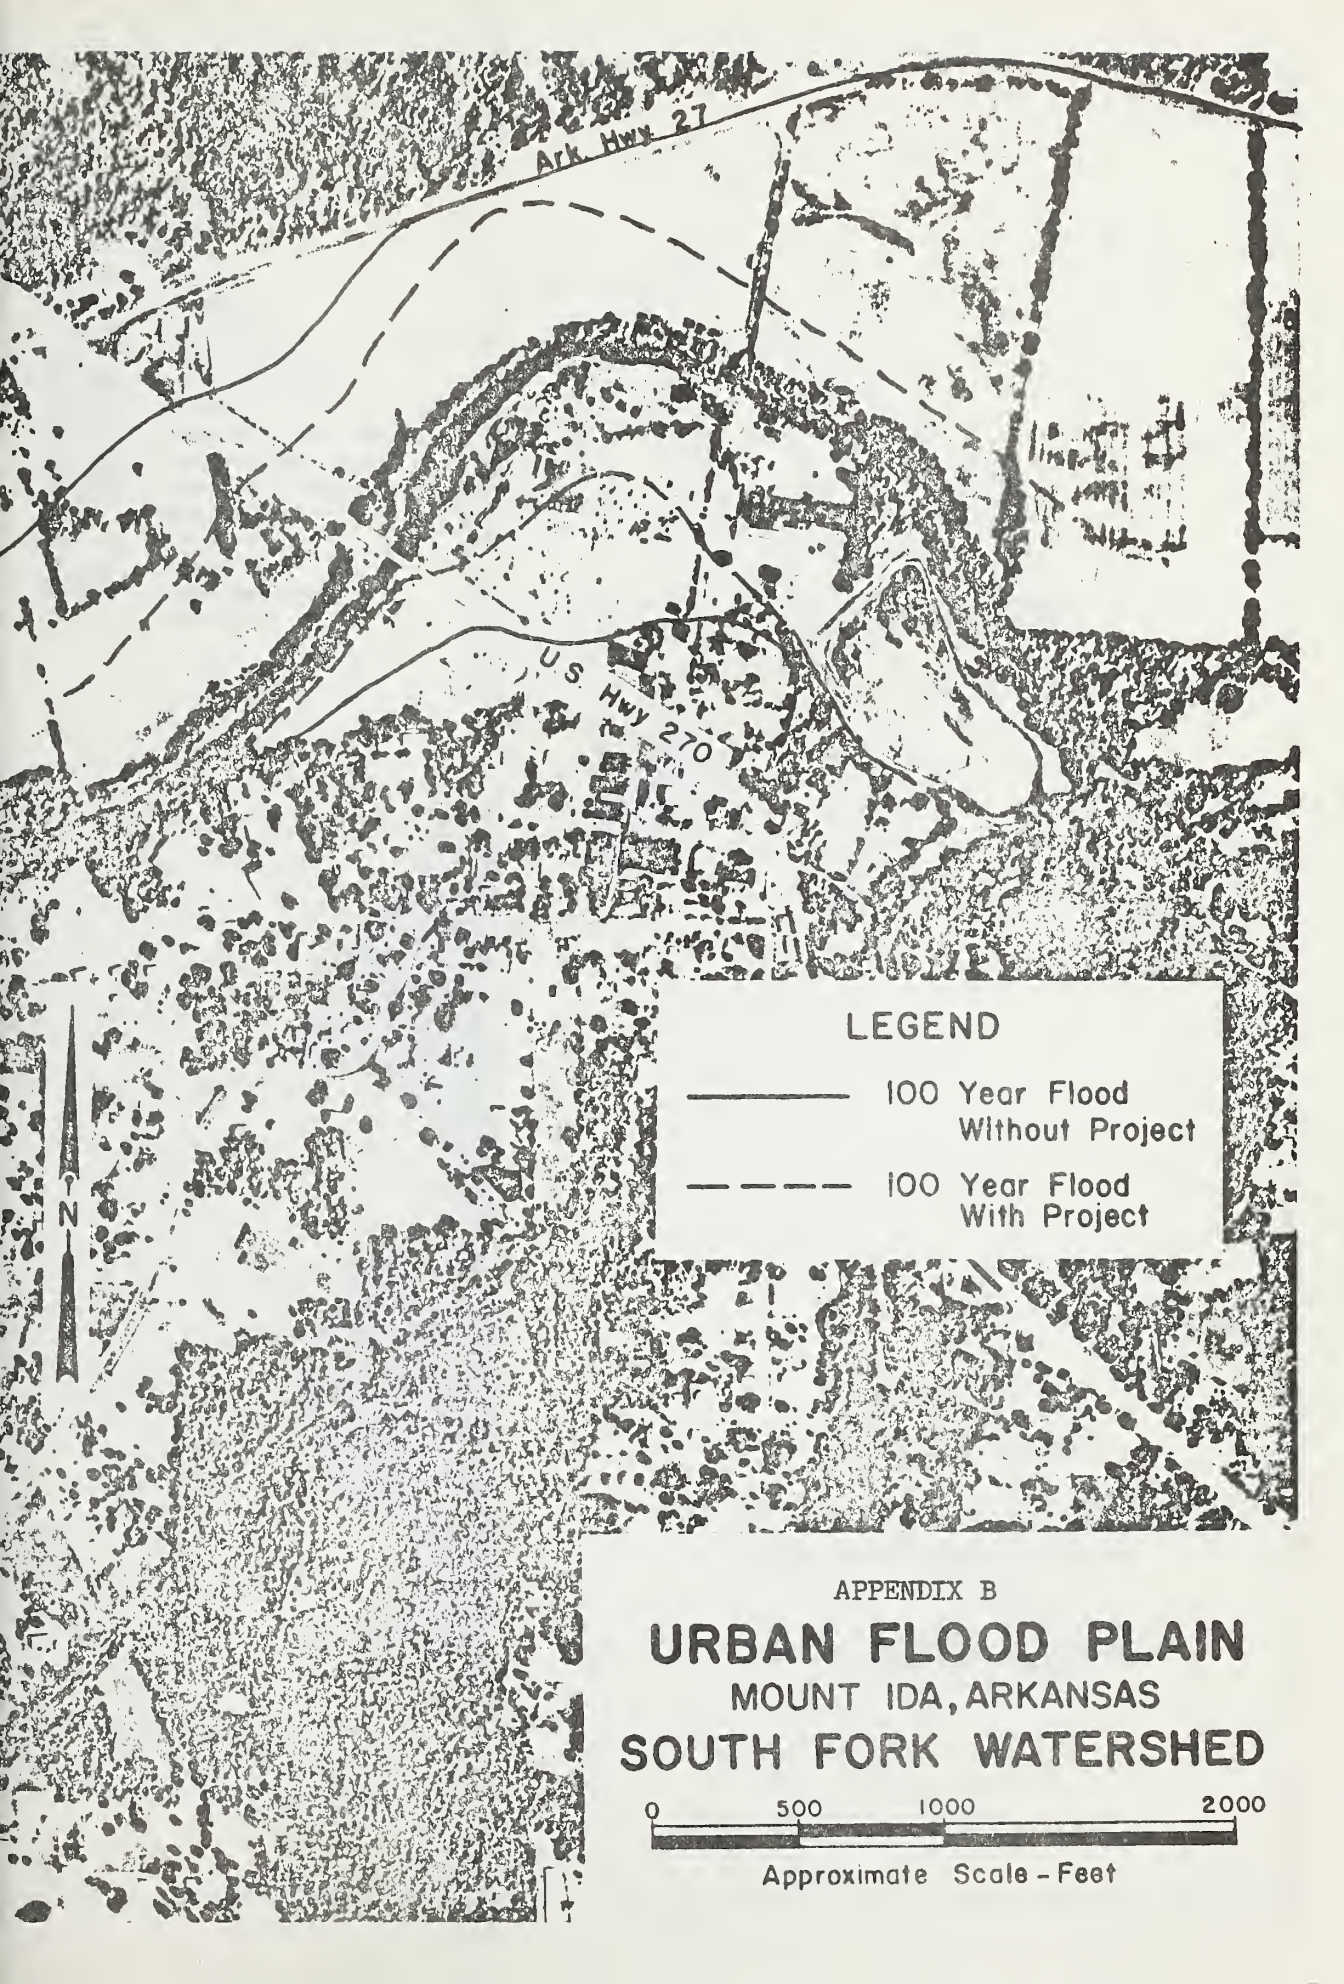 Ark. Hwy. 27
U S Hwy 270
N
LEGEND
100 Year Flood
Without Project
100 Year Flood
With Project
APPENDIX B
URBAN FLOOD PLAIN
MOUNT IDA, ARKANSAS
SOUTH FORK WATERSHED
0 500 1000 2000
Approximate Scale - Feet